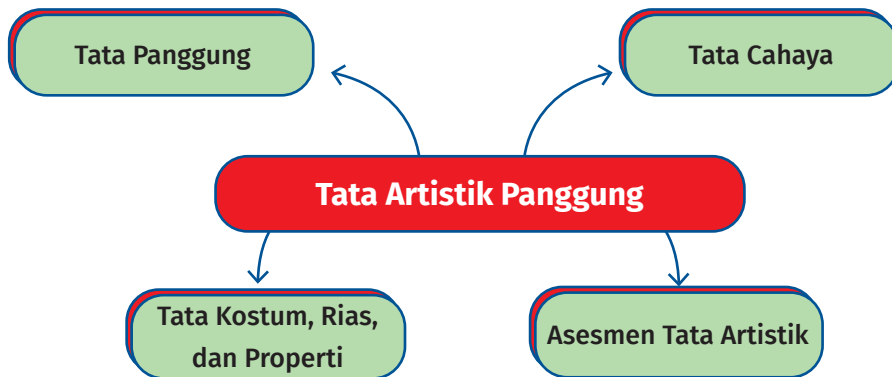 Tata Panggung
Tata Cahaya
Tata Artistik Panggung
Tata Kostum, Rias,
dan Properti
Asesmen Tata Artistik